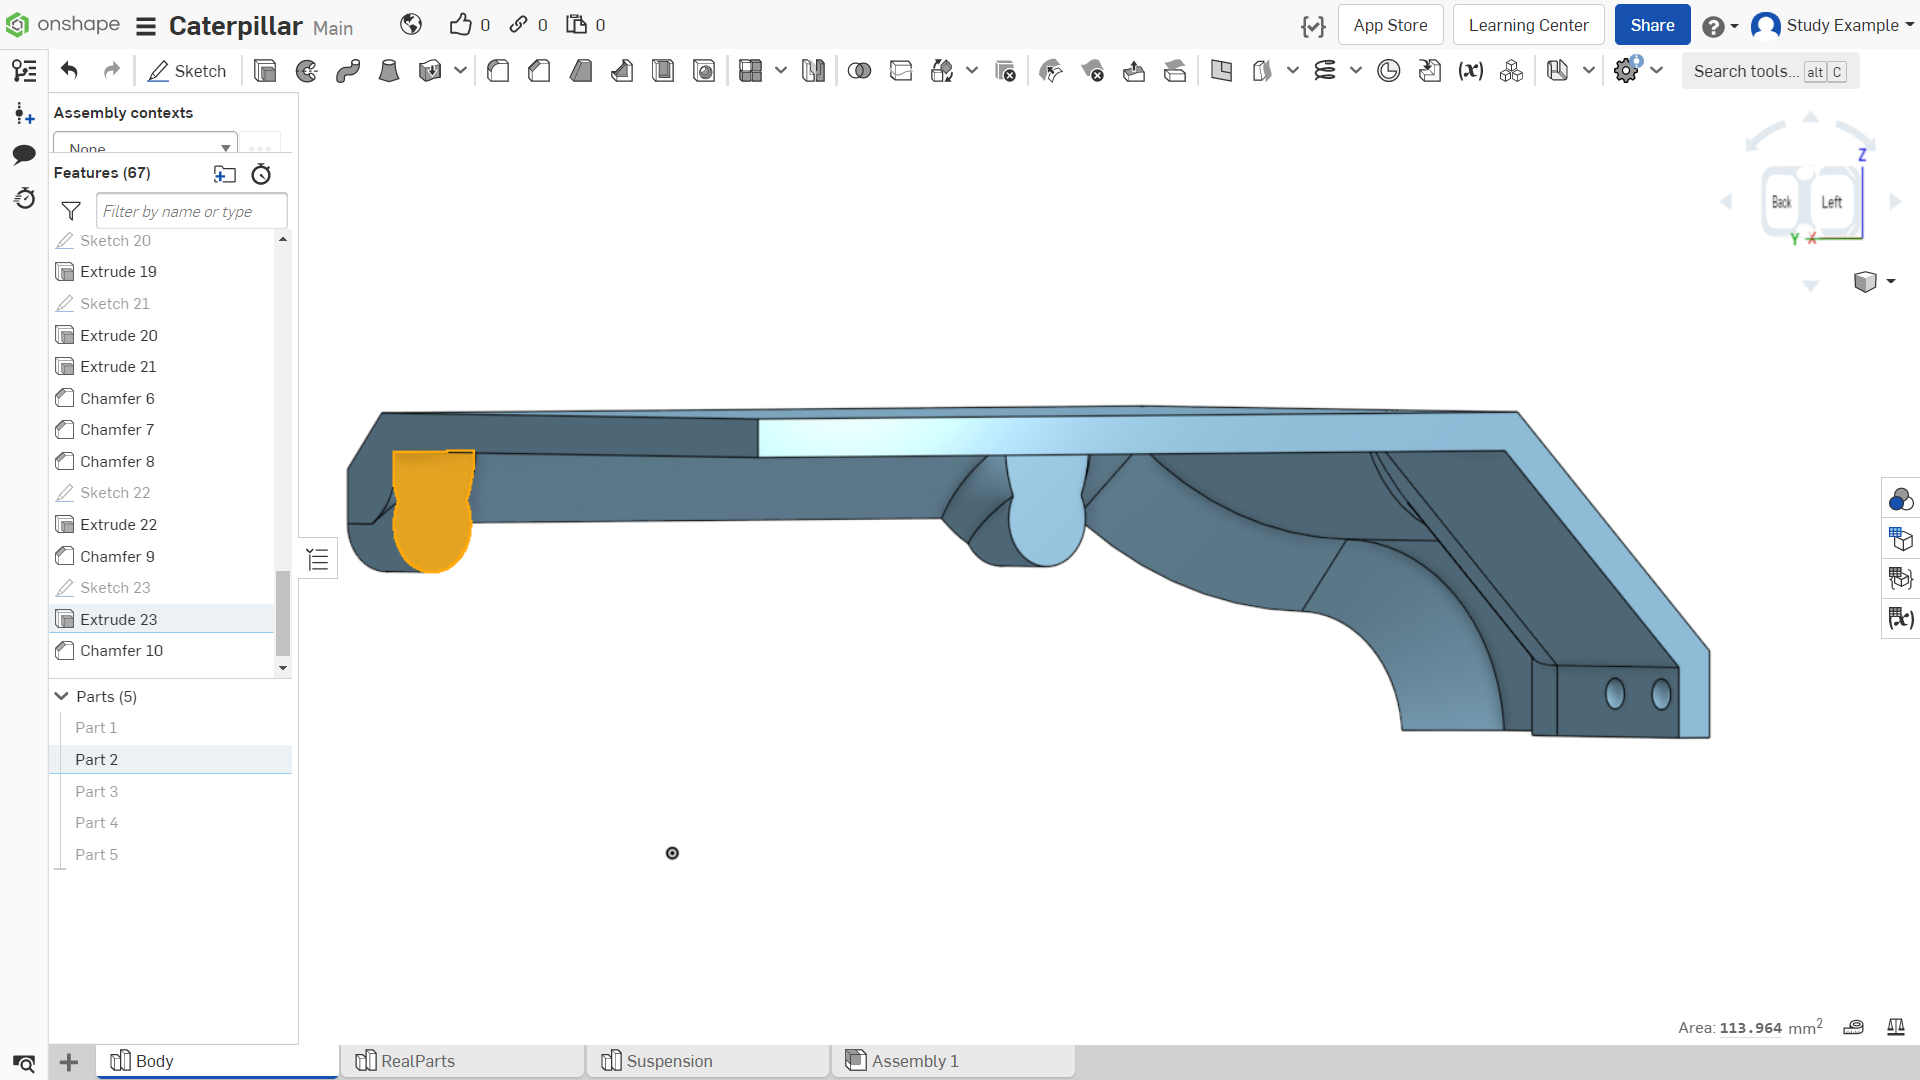 onshape Caterpillar Main 0 0 0 App Store Learning Center Share Study Example
Sketch Search tools... alt C
Assembly contexts
None
Features (67)
Filter by name or type
Sketch 20
Extrude 19
Sketch 21
Extrude 20
Extrude 21
Chamfer 6
Chamfer 7
Chamfer 8
Sketch 22
Extrude 22
Chamfer 9
Sketch 23
Extrude 23
Chamfer 10
Parts (5)
Part 1
Part 2
Part 3
Part 4
Part 5
Z
Back Left
Y X
Area: 113.964 mm²
Body RealParts Suspension Assembly 1